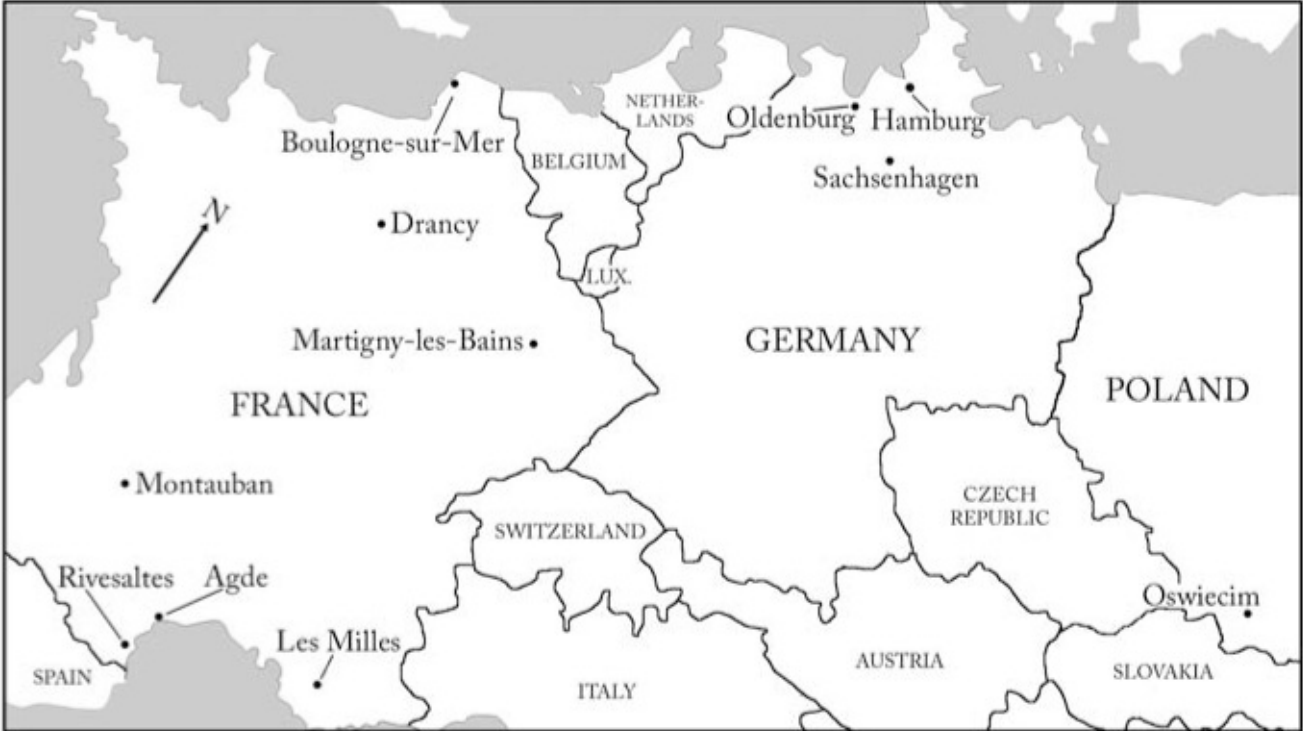 NETHER-
LANDS
Oldenburg
Hamburg
Boulogne-sur-Mer
BELGIUM
Sachsenhagen
N
Drancy
LUX.
Martigny-les-Bains
GERMANY
FRANCE
POLAND
Montauban
CZECH
REPUBLIC
SWITZERLAND
Rivesaltes
Agde
Oswiecim
Les Milles
SPAIN
ITALY
AUSTRIA
SLOVAKIA